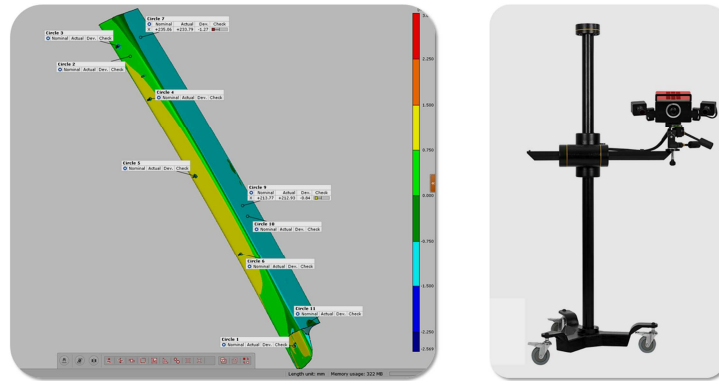 Circle 7
Nominal Actual Dev. Check
X +235.06 +233.79 -1.27
Circle 3
Nominal Actual Dev. Check
Circle 2
Nominal Actual Dev. Check
Circle 4
Nominal Actual Dev. Check
Circle 5
Nominal Actual Dev. Check
Circle 9
Nominal Actual Dev. Check
X +213.77 +212.93 -0.84
Circle 10
Nominal Actual Dev. Check
Circle 6
Nominal Actual Dev. Check
Circle 11
Nominal Actual Dev. Check
Circle 1
Nominal Actual Dev. Check
2.250
1.500
0.750
0.000
-0.750
-1.500
-2.250
-2.969
Length unit: mm Memory usage: 322 MB